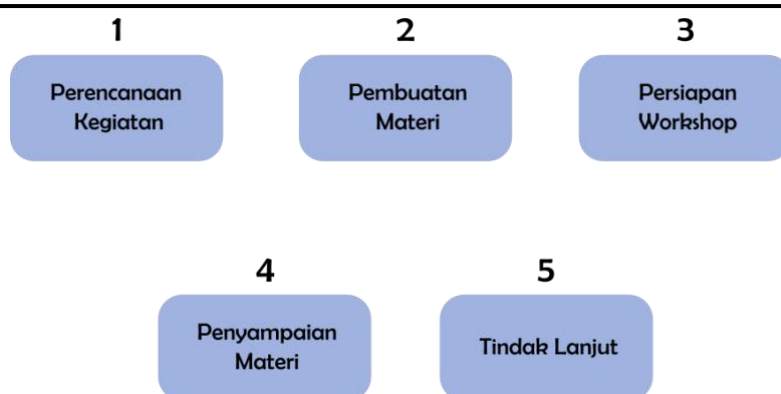 1
Perencanaan
Kegiatan
2
Pembuatan
Materi
3
Persiapan
Workshop
4
Penyampaian
Materi
5
Tindak Lanjut